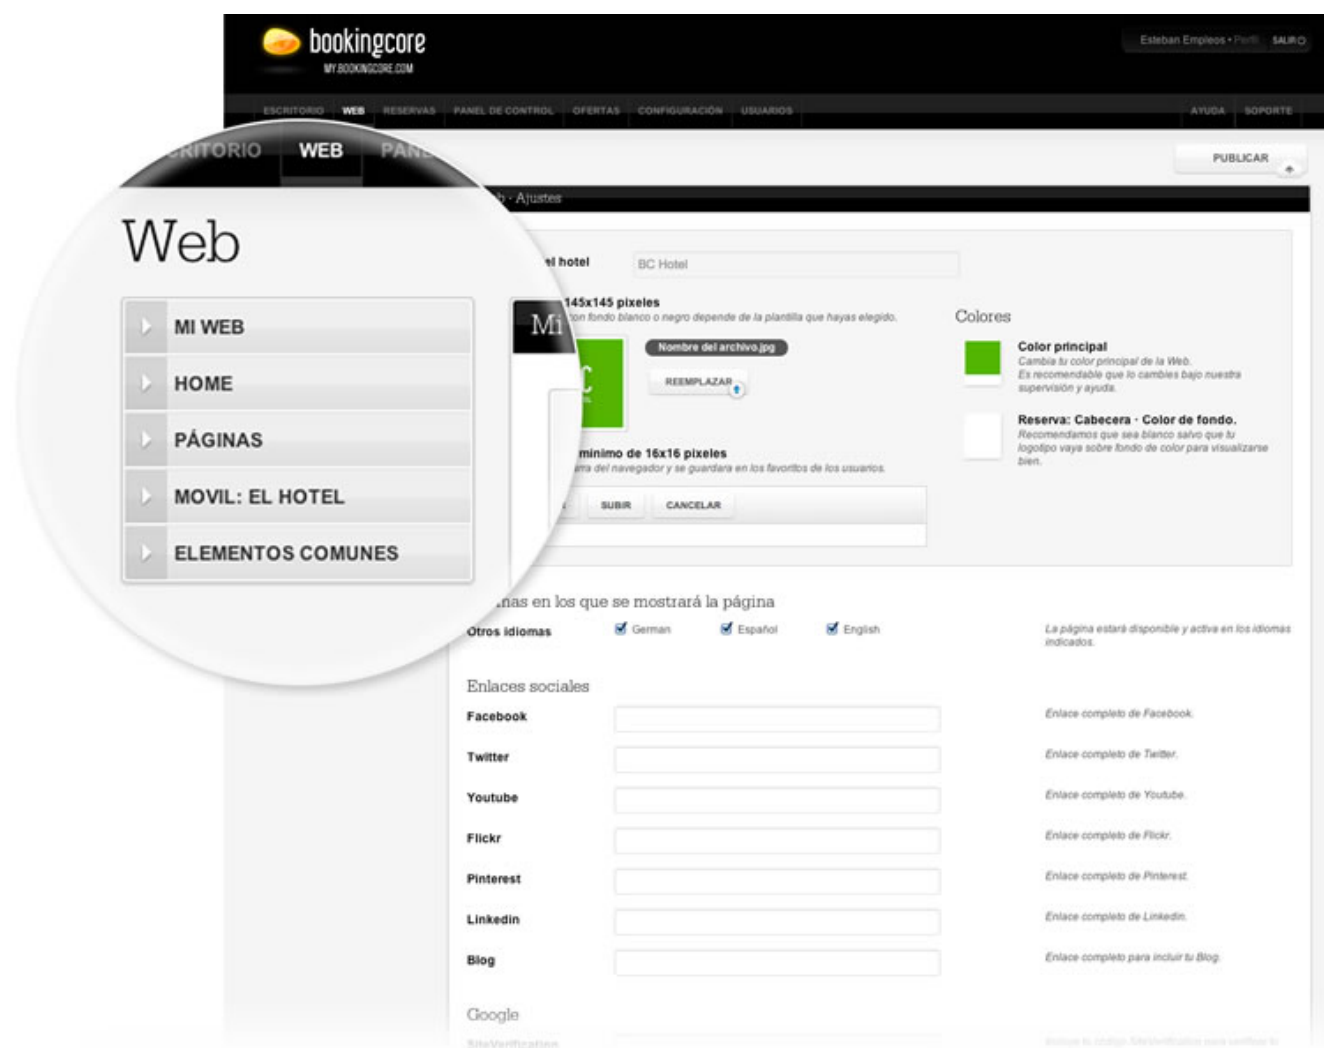 bookingcore
MY.BOOKINGCORE.COM
Esteban Empleos • Perfil SALIR
ESCRITORIO WEB RESERVAS PANEL DE CONTROL OFERTAS CONFIGURACIÓN USUARIOS AYUDA SOPORTE
CRITORIO WEB PANE
PUBLICAR
b · Ajustes
Web
MI WEB
HOME
PÁGINAS
MOVIL: EL HOTEL
ELEMENTOS COMUNES
Mi
el hotel BC Hotel
145x145 pixeles
con fondo blanco o negro depende de la plantilla que hayas elegido.
Nombre del archivo.jpg
REEMPLAZAR
minimo de 16x16 pixeles
del navegador y se guardara en los favoritos de los usuarios.
SUBIR CANCELAR
Colores
Color principal
Cambia tu color principal de la Web.
Es recomendable que lo cambies bajo nuestra
supervisión y ayuda.
Reserva: Cabecera · Color de fondo.
Recomendamos que sea blanco salvo que tu
logotipo vaya sobre fondo de color para visualizarse
bien.
mas en los que se mostrará la página
Otros idiomas German Español English
La página estará disponible y activa en los idiomas
indicados.
Enlaces sociales
Facebook Enlace completo de Facebook.
Twitter Enlace completo de Twitter.
Youtube Enlace completo de Youtube.
Flickr Enlace completo de Flickr.
Pinterest Enlace completo de Pinterest.
Linkedin Enlace completo de Linkedin.
Blog Enlace completo para incluir tu Blog.
Google
SiteVerification